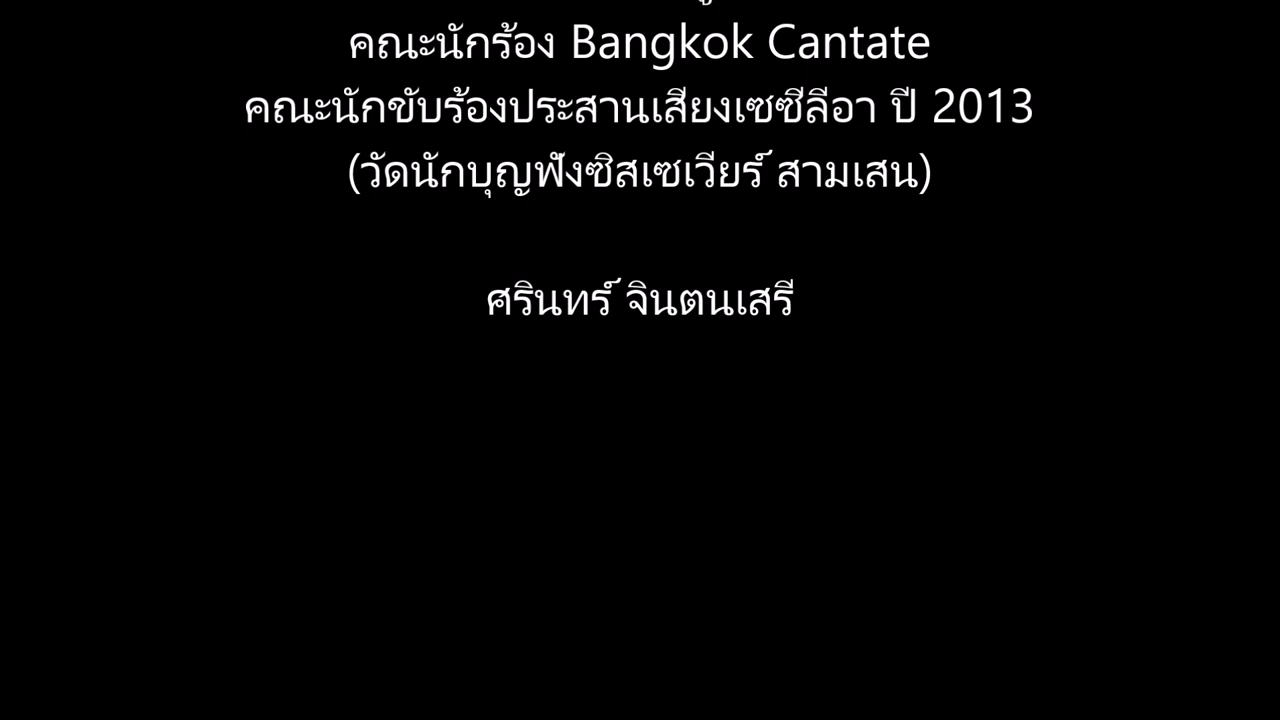 คณะนักร้อง Bangkok Cantate
คณะนักขับร้องประสานเสียงเซซีลีอา ปี 2013
(วัดนักบุญฟังซิสเซเวียร์ สามเสน)
ศรินทร์ จินตนเสรี